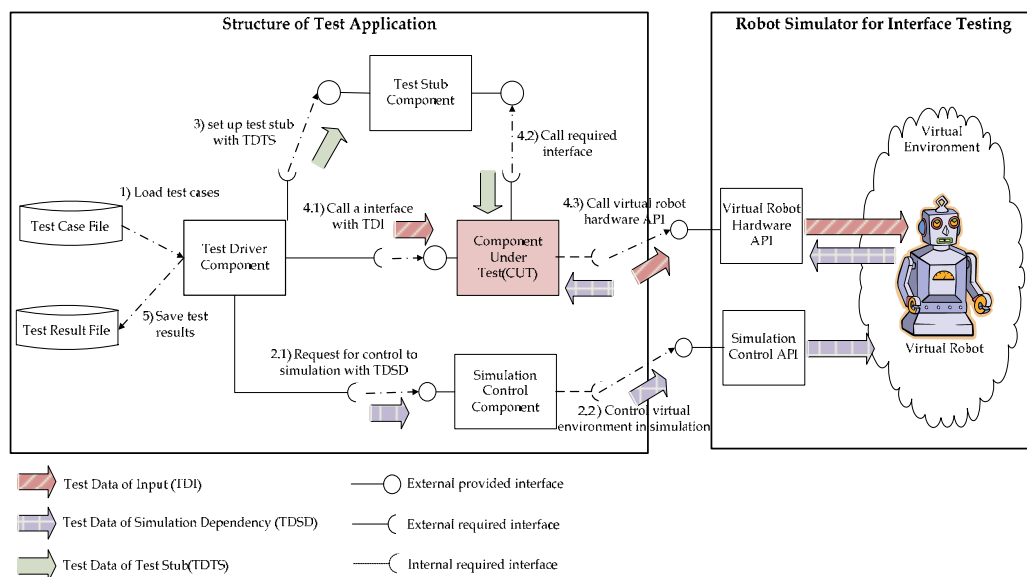 Structure of Test Application
Robot Simulator for Interface Testing
Test Stub
Component
3) set up test stub
with TDTS
4.2) Call required
interface
Virtual
Environment
1) Load test cases
4.1) Call a interface
with TDI
4.3) Call virtual robot
hardware API
Test Case File
Test Driver
Component
Component
Under
Test(CUT)
Virtual Robot
Hardware
API
Test Result File
5) Save test
results
2.1) Request for control to
simulation with TDSD
Simulation
Control
Component
Simulation
Control API
Virtual Robot
2.2) Control virtual
environment in simulation
Test Data of Input (TDI)
External provided interface
Test Data of Simulation Dependency (TDSD)
External required interface
Test Data of Test Stub(TDTS)
Internal required interface